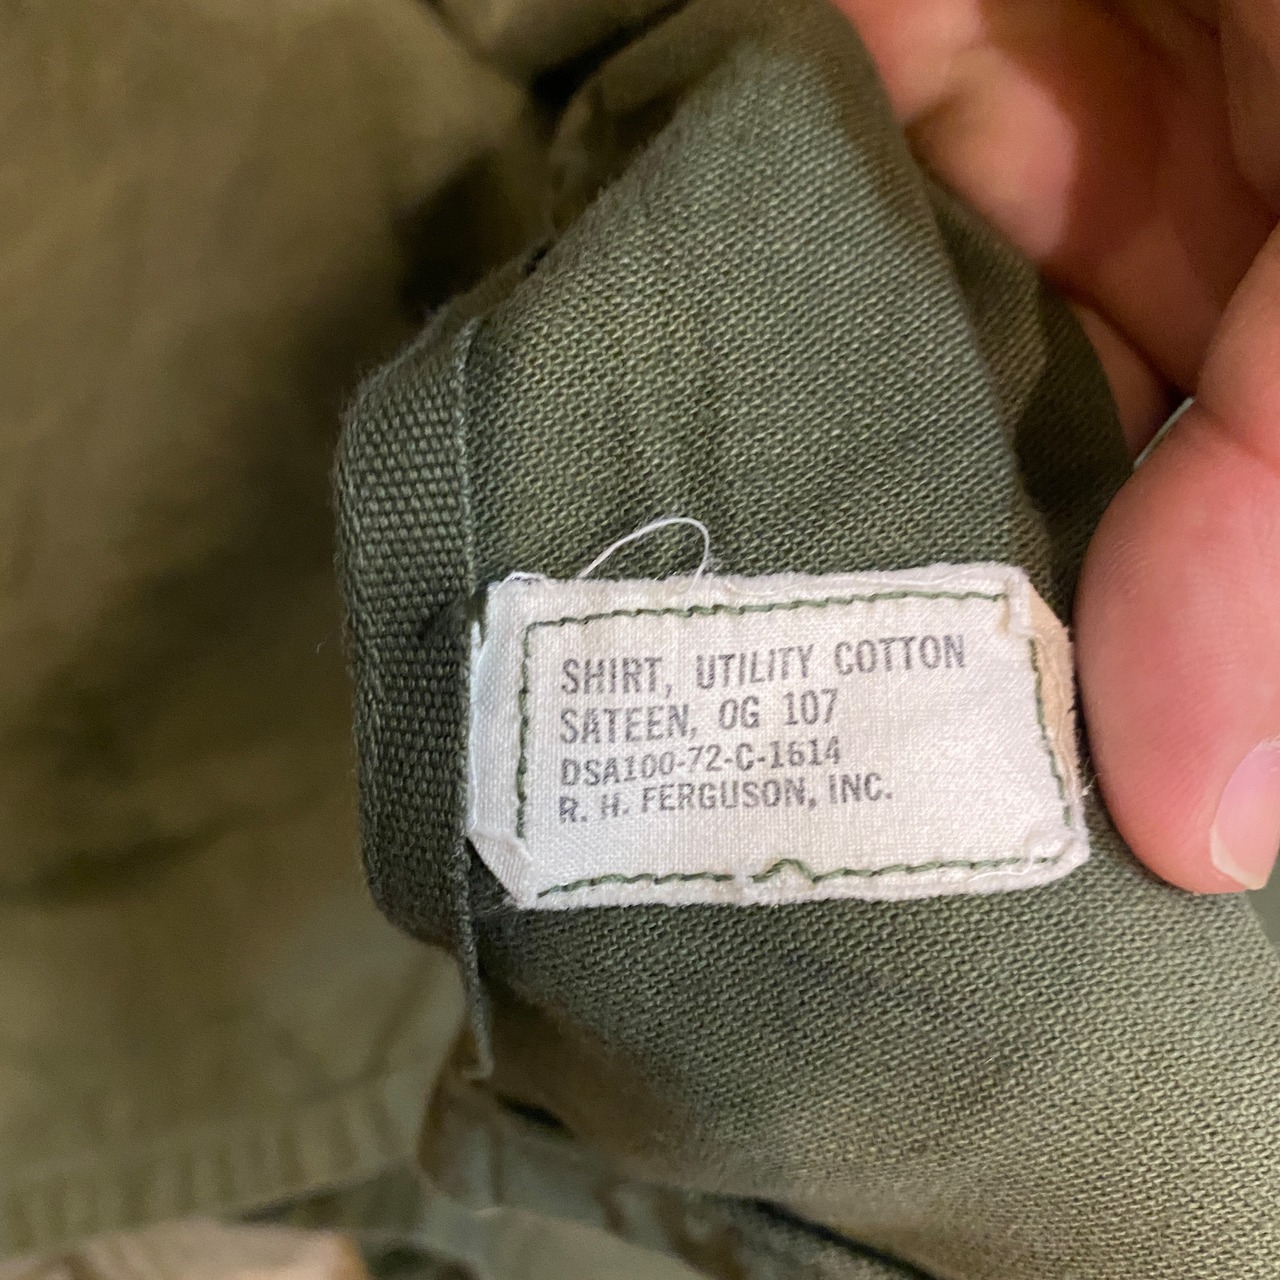 SHIRT, UTILITY COTTON
SATEEN, OG 107
DSA100-72-C-1614
R. H. FERGUSON, INC.